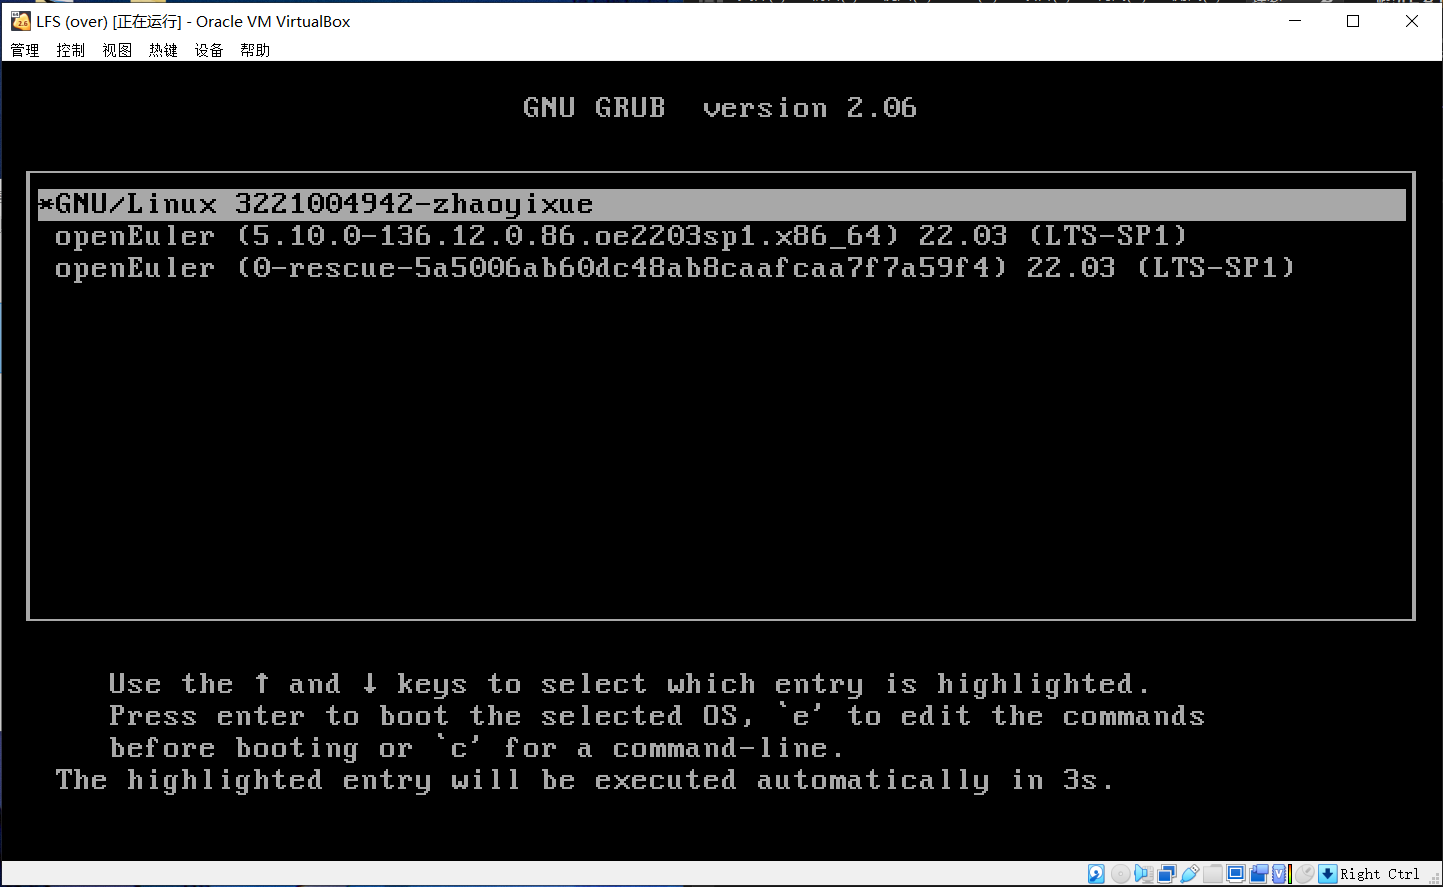 LFS (over) [正在运行] - Oracle VM VirtualBox
管理 控制 视图 热键 设备 帮助
GNU GRUB version 2.06
*GNU/Linux 3221004942-zhaoyixue
openEuler (5.10.0-136.12.0.86.oe2203sp1.x86_64) 22.03 (LTS-SP1)
openEuler (0-rescue-5a5006ab60dc48ab8caafcaa7f7a59f4) 22.03 (LTS-SP1)
Use the ↑ and ↓ keys to select which entry is highlighted.
Press enter to boot the selected OS, `e' to edit the commands
before booting or `c' for a command-line.
The highlighted entry will be executed automatically in 3s.
Right Ctrl